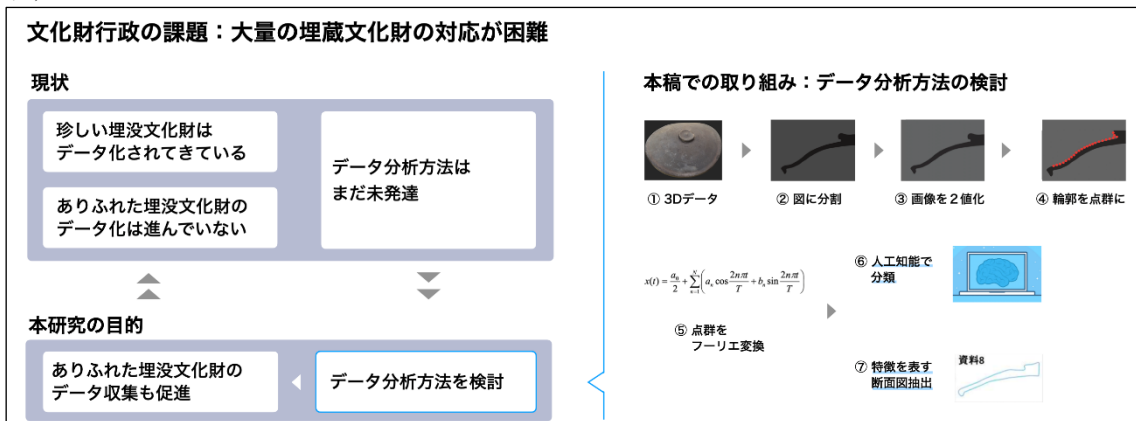 文化財行政の課題：大量の埋蔵文化財の対応が困難
現状
珍しい埋没文化財は
データ化されてきている
ありふれた埋没文化財の
データ化は進んでいない
データ分析方法は
まだ未発達
本研究の目的
ありふれた埋没文化財の
データ収集も促進
データ分析方法を検討
本稿での取り組み：データ分析方法の検討
① 3Dデータ
② 図に分割
③ 画像を２値化
④ 輪郭を点群に
x(t) = a₀/2 + ∑ₙ₌₁ᴺ (aₙ cos 2nπt/T + bₙ sin 2nπt/T)
⑤ 点群を
フーリエ変換
⑥ 人工知能で
分類
⑦ 特徴を表す
断面図抽出
資料8